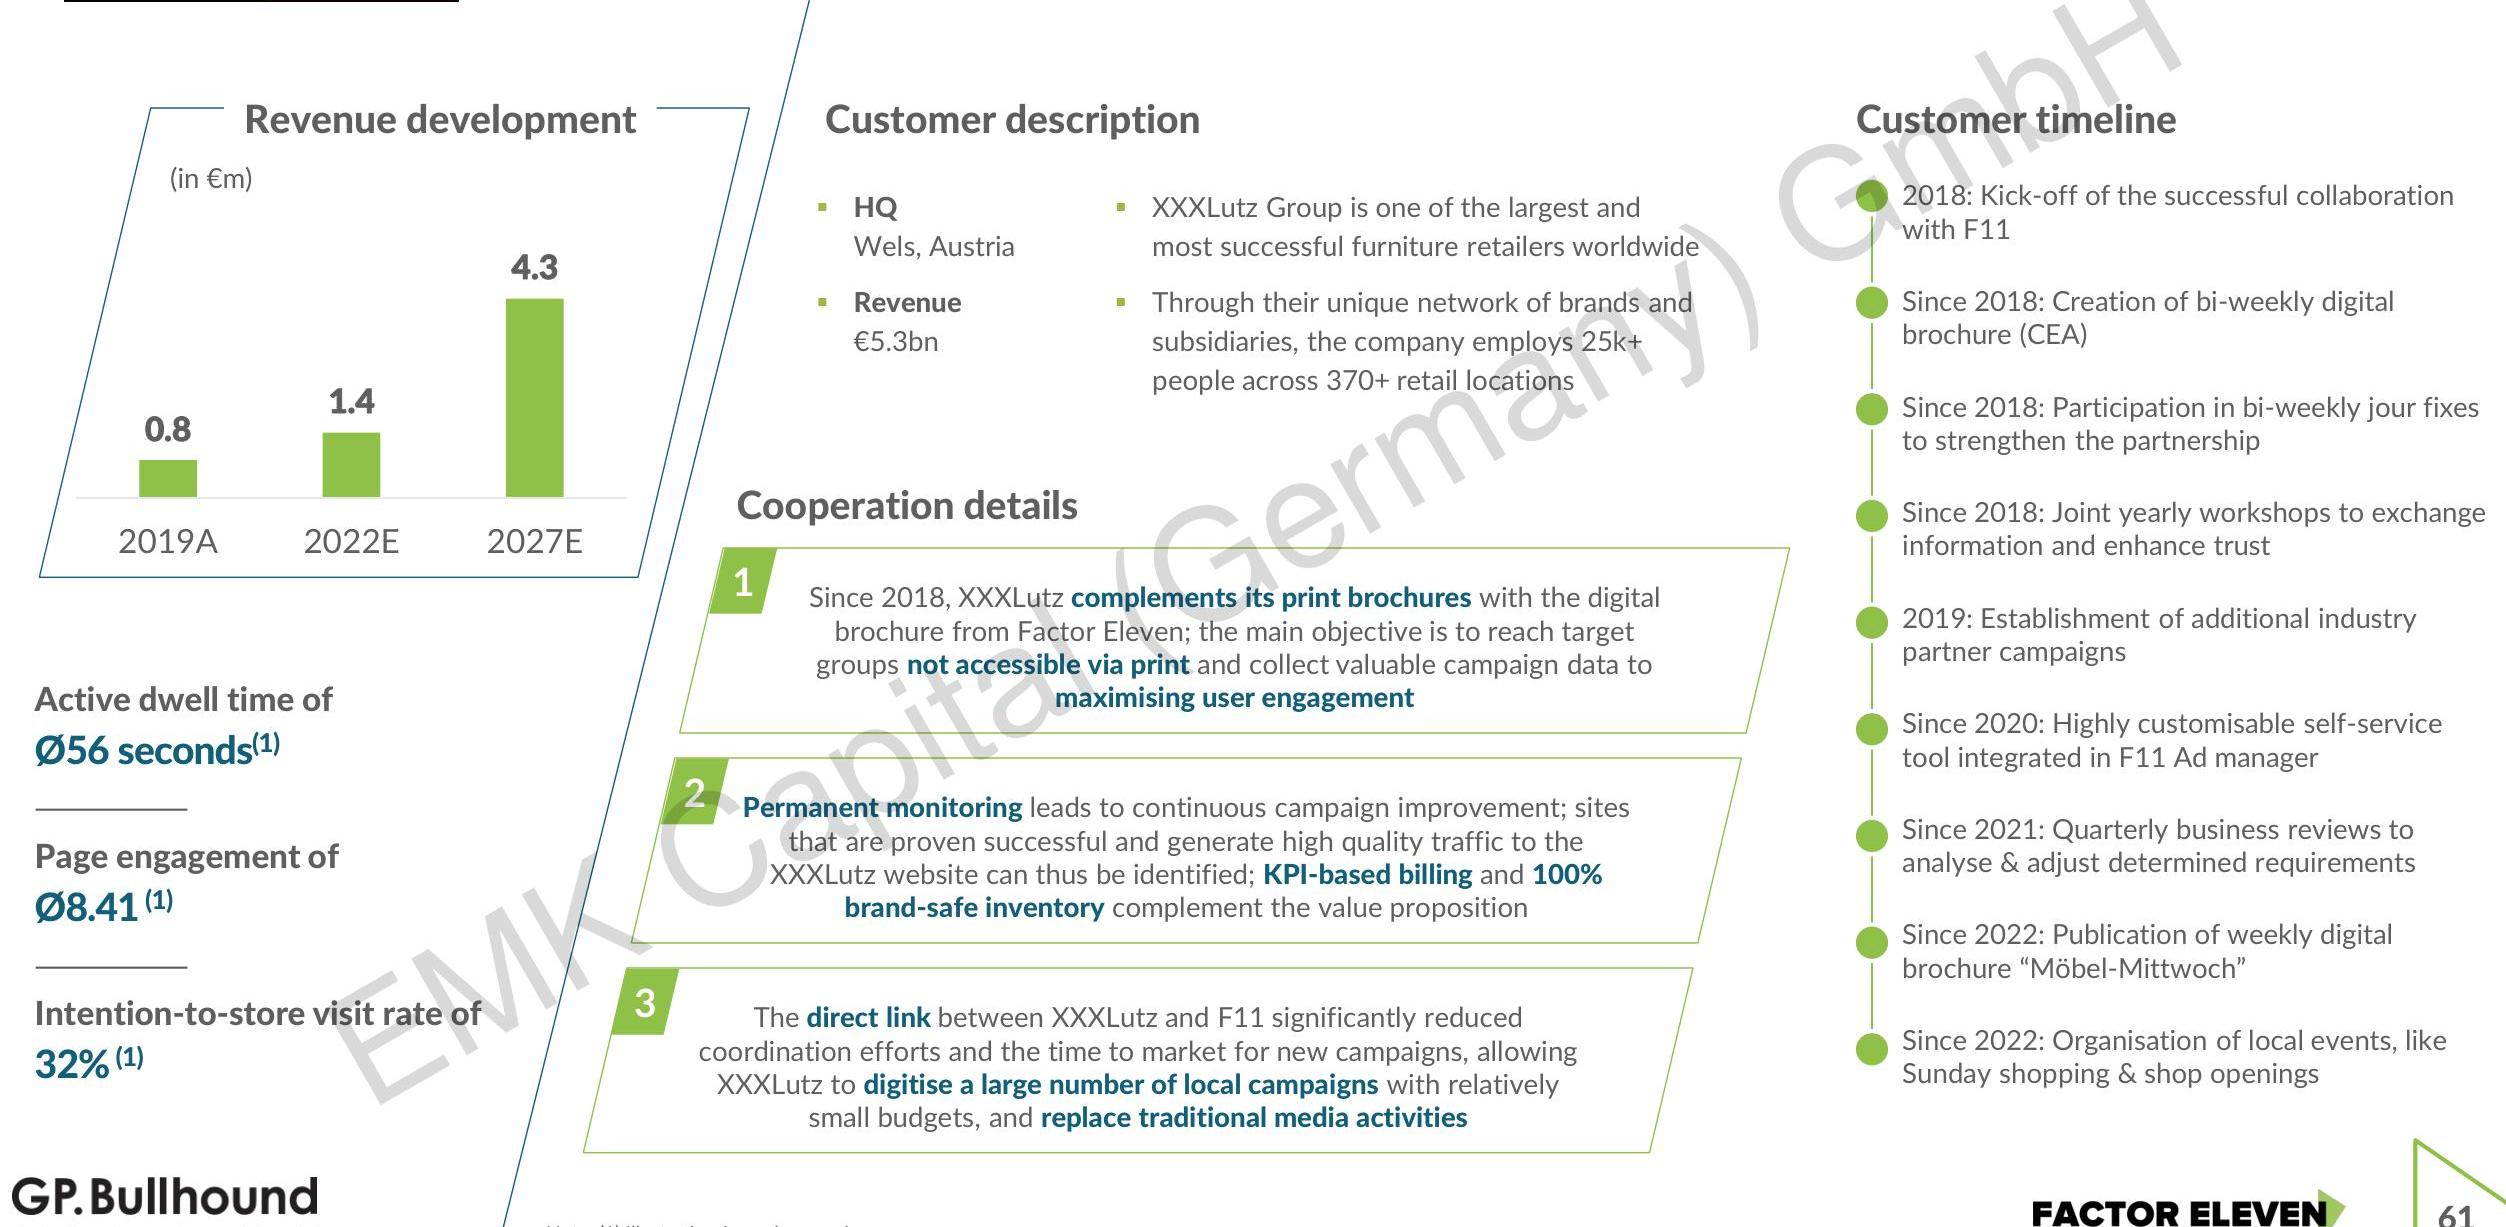 Revenue development
(in €m)
0.8
1.4
4.3
2019A
2022E
2027E
Active dwell time of
Ø56 seconds(1)
Page engagement of
Ø8.41 (1)
Intention-to-store visit rate of
32% (1)
Customer description
HQ
Wels, Austria
Revenue
€5.3bn
XXXLutz Group is one of the largest and
most successful furniture retailers worldwide
Through their unique network of brands and
subsidiaries, the company employs 25k+
people across 370+ retail locations
Cooperation details
1
Since 2018, XXXLutz complements its print brochures with the digital
brochure from Factor Eleven; the main objective is to reach target
groups not accessible via print and collect valuable campaign data to
maximising user engagement
2
Permanent monitoring leads to continuous campaign improvement; sites
that are proven successful and generate high quality traffic to the
XXXLutz website can thus be identified; KPI-based billing and 100%
brand-safe inventory complement the value proposition
3
The direct link between XXXLutz and F11 significantly reduced
coordination efforts and the time to market for new campaigns, allowing
XXXLutz to digitise a large number of local campaigns with relatively
small budgets, and replace traditional media activities
Customer timeline
2018: Kick-off of the successful collaboration
with F11
Since 2018: Creation of bi-weekly digital
brochure (CEA)
Since 2018: Participation in bi-weekly jour fixes
to strengthen the partnership
Since 2018: Joint yearly workshops to exchange
information and enhance trust
2019: Establishment of additional industry
partner campaigns
Since 2020: Highly customisable self-service
tool integrated in F11 Ad manager
Since 2021: Quarterly business reviews to
analyse & adjust determined requirements
Since 2022: Publication of weekly digital
brochure “Möbel-Mittwoch”
Since 2022: Organisation of local events, like
Sunday shopping & shop openings
EMK Capital (Germany) GmbH
GP. Bullhound
FACTOR ELEVEN
61